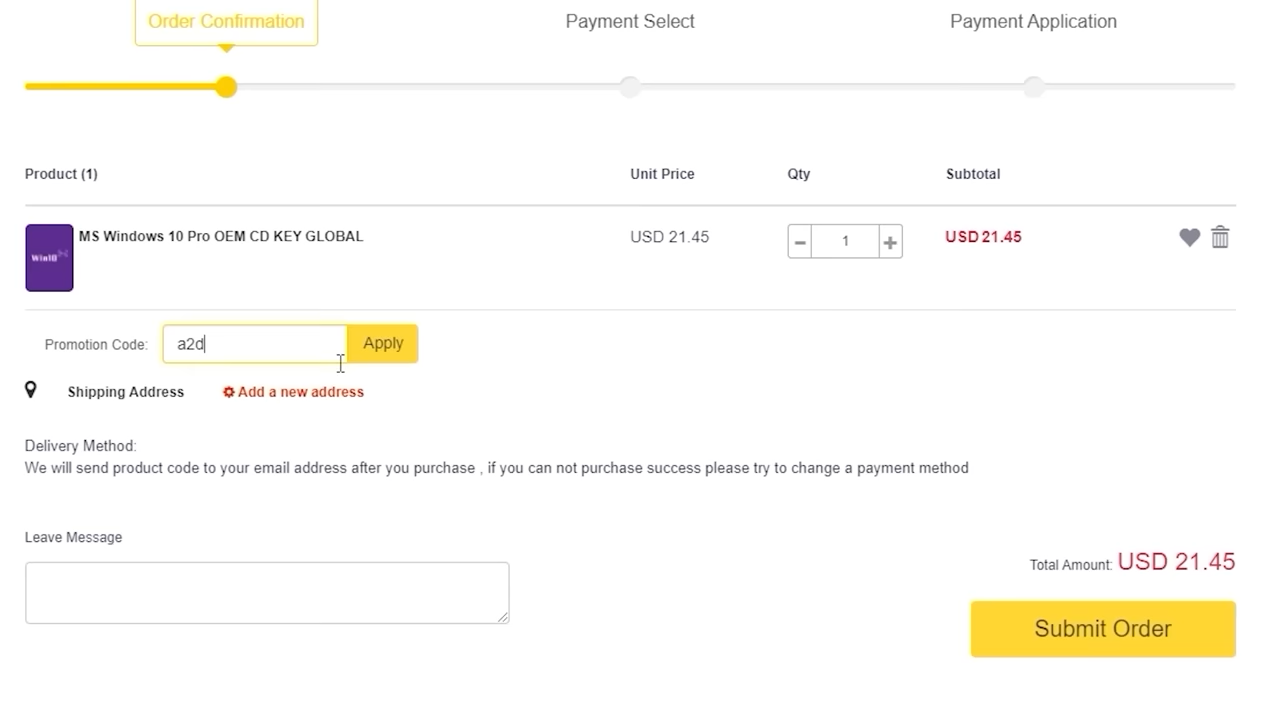 Order Confirmation
Payment Select
Payment Application
Product (1)
Unit Price
Qty
Subtotal
Win10
MS Windows 10 Pro OEM CD KEY GLOBAL
USD 21.45
1
USD 21.45
Promotion Code:
a2d
Apply
Shipping Address
Add a new address
Delivery Method:
We will send product code to your email address after you purchase , if you can not purchase success please try to change a payment method
Leave Message
Total Amount: USD 21.45
Submit Order